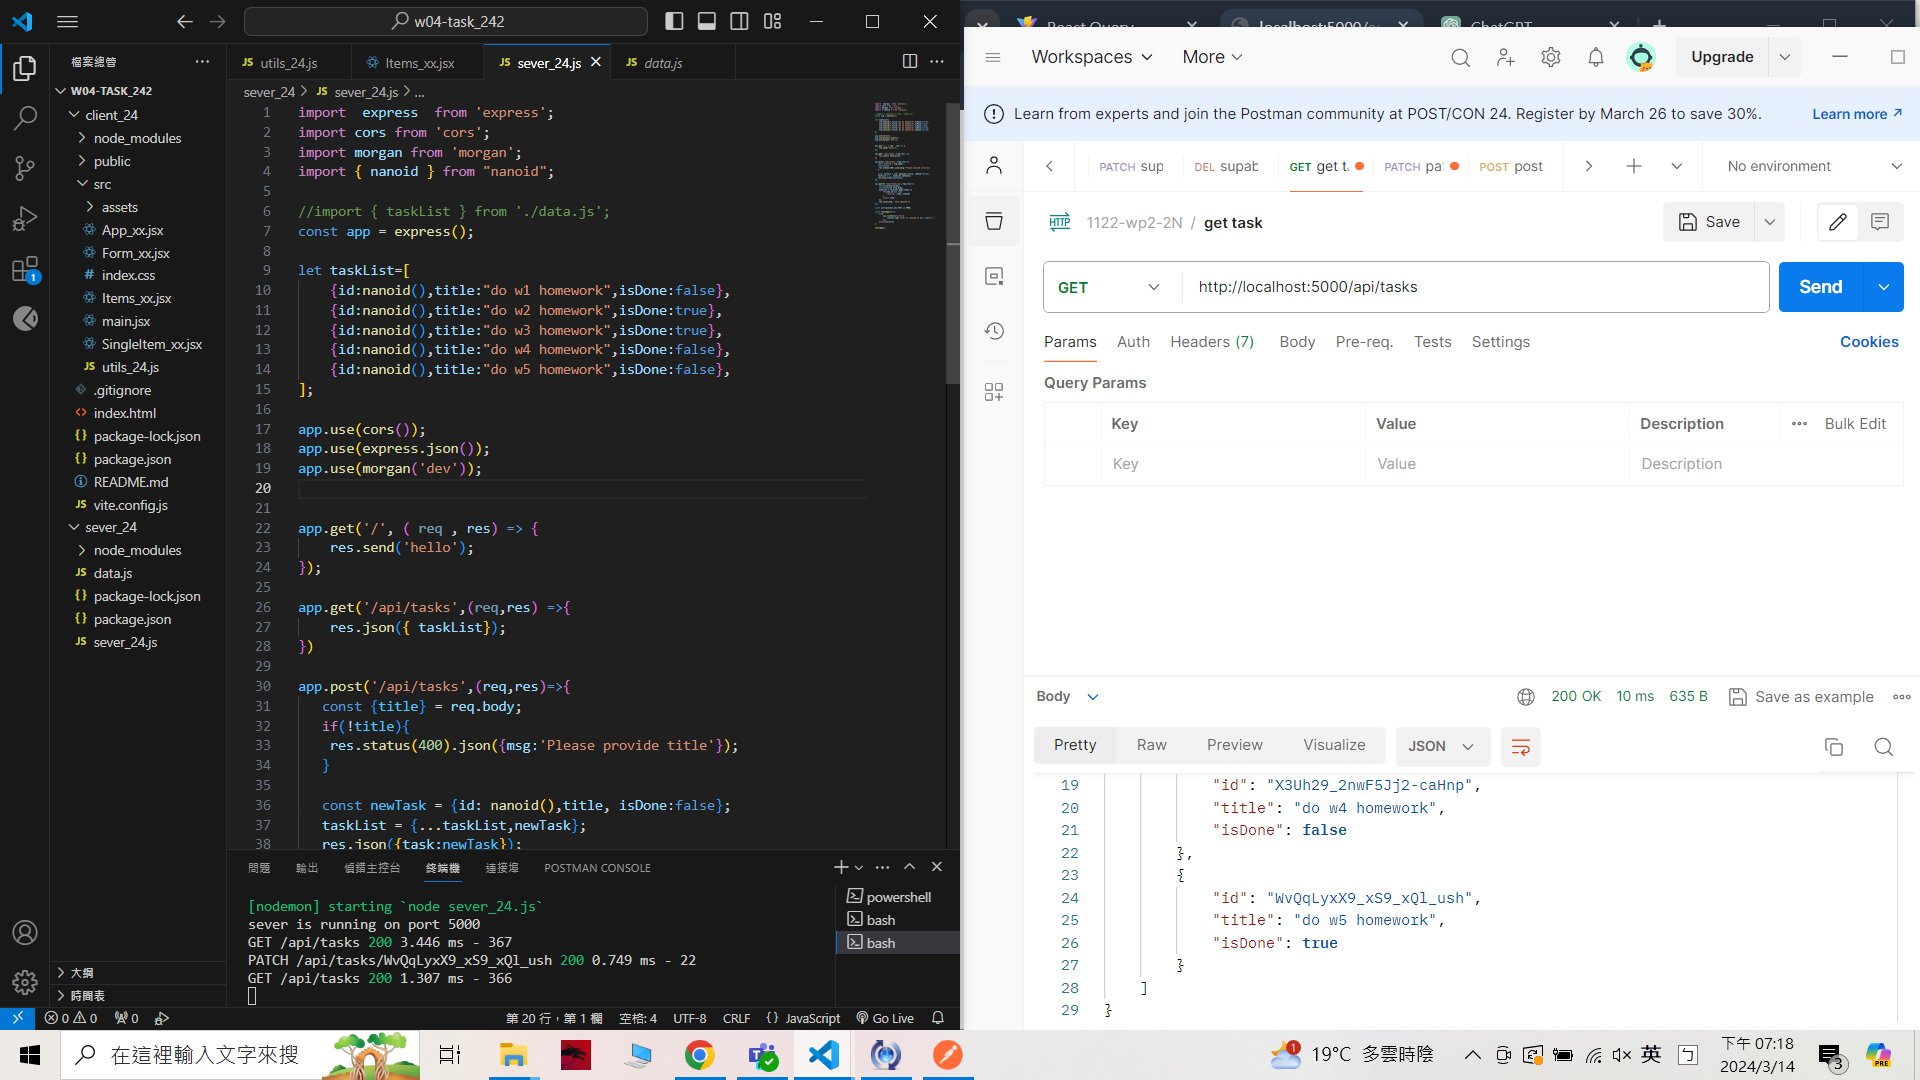 w04-task_242
檔案總管
W04-TASK_242
client_24
node_modules
public
src
assets
App_xx.jsx
Form_xx.jsx
index.css
Items_xx.jsx
main.jsx
SingleItem_xx.jsx
utils_24.js
.gitignore
index.html
package-lock.json
package.json
README.md
vite.config.js
sever_24
node_modules
data.js
package-lock.json
package.json
sever_24.js
大綱
時間表
utils_24.js
Items_xx.jsx
sever_24.js
data.js
sever_24 > JS sever_24.js > ...
1 import  express  from 'express';
2 import cors from 'cors';
3 import morgan from 'morgan';
4 import { nanoid } from "nanoid";
5
6 //import { taskList } from './data.js';
7 const app = express();
8
9 let taskList=[
10 {id:nanoid(),title:"do w1 homework",isDone:false},
11 {id:nanoid(),title:"do w2 homework",isDone:true},
12 {id:nanoid(),title:"do w3 homework",isDone:true},
13 {id:nanoid(),title:"do w4 homework",isDone:false},
14 {id:nanoid(),title:"do w5 homework",isDone:false},
15 ];
16
17 app.use(cors());
18 app.use(express.json());
19 app.use(morgan('dev'));
20
21
22 app.get('/', ( req , res) => {
23 res.send('hello');
24 });
25
26 app.get('/api/tasks',(req,res) =>{
27 res.json({ taskList});
28 })
29
30 app.post('/api/tasks',(req,res)=>{
31 const {title} = req.body;
32 if(!title){
33 res.status(400).json({msg:'Please provide title'});
34 }
35
36 const newTask = {id: nanoid(),title, isDone:false};
37 taskList = {...taskList,newTask};
38 res.json({task:newTask});
問題 輸出 偵錯主控台 終端機 連接埠 POSTMAN CONSOLE
[nodemon] starting `node sever_24.js`
sever is running on port 5000
GET /api/tasks 200 3.446 ms - 367
PATCH /api/tasks/WvQqLyxX9_xS9_xQl_ush 200 0.749 ms - 22
GET /api/tasks 200 1.307 ms - 366
powershell
bash
bash
0 0 0 第 20 行，第 1 欄 空格: 4 UTF-8 CRLF {} JavaScript Go Live
React Query
localhost:5000/
ChatGPT
Workspaces More Upgrade
Learn from experts and join the Postman community at POST/CON 24. Register by March 26 to save 30%. Learn more
PATCH sup DEL supab GET get t PATCH pa POST post No environment
HTTP 1122-wp2-2N / get task Save
GET http://localhost:5000/api/tasks Send
Params Auth Headers (7) Body Pre-req. Tests Settings Cookies
Query Params
Key Value Description Bulk Edit
Key Value Description
Body 200 OK 10 ms 635 B Save as example
Pretty Raw Preview Visualize JSON
19 "id": "X3Uh29_2nwF5Jj2-caHnp",
20 "title": "do w4 homework",
21 "isDone": false
22 },
23 {
24 "id": "WvQqLyxX9_xS9_xQl_ush",
25 "title": "do w5 homework",
26 "isDone": true
27 }
28 ]
29 }
在這裡輸入文字來搜
1 19°C 多雲時陰 英 ㄅ 下午 07:18
2024/3/14
3
PRE